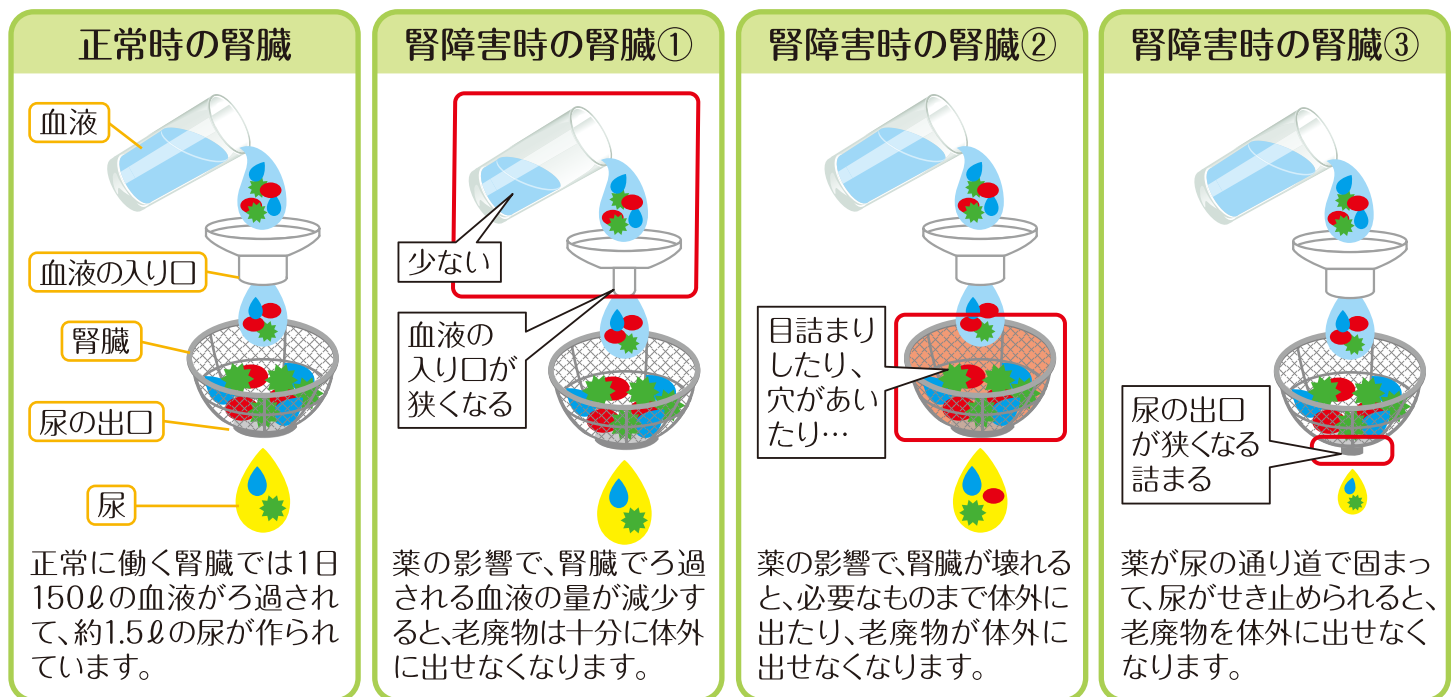 正常時の腎臓
血液
血液の入り口
腎臓
尿の出口
尿
正常に働く腎臓では1日
150ℓの血液がろ過され
て、約1.5ℓの尿が作られ
ています。
腎障害時の腎臓①
少ない
血液の
入り口が
狭くなる
薬の影響で、腎臓でろ過
される血液の量が減少す
ると、老廃物は十分に体外
に出せなくなります。
腎障害時の腎臓②
目詰まり
したり、
穴があい
たり…
薬の影響で、腎臓が壊れる
と、必要なものまで体外に
出たり、老廃物が体外に
出せなくなります。
腎障害時の腎臓③
尿の出口
が狭くなる
詰まる
薬が尿の通り道で固まっ
て、尿がせき止められると、
老廃物を体外に出せなく
なります。